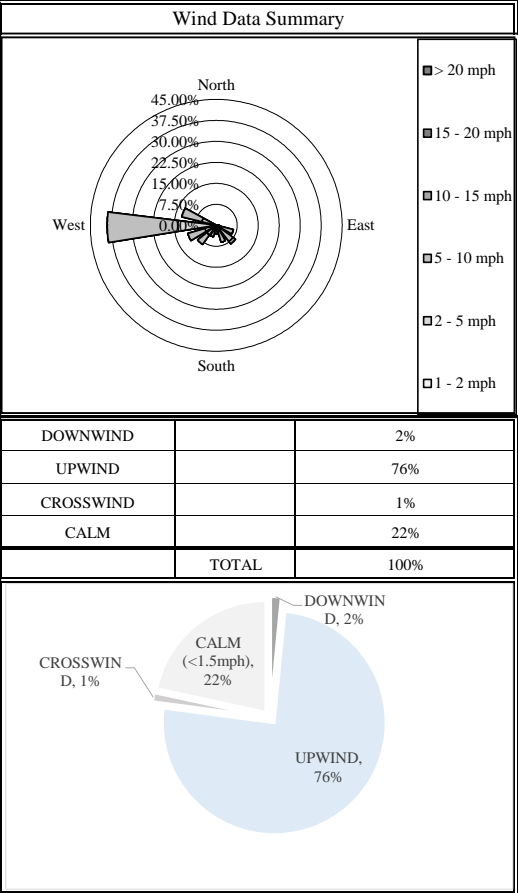 Wind Data Summary
North
45.00%
37.50%
30.00%
22.50%
15.00%
7.50%
0.00%
West
East
South
> 20 mph
15 - 20 mph
10 - 15 mph
5 - 10 mph
2 - 5 mph
1 - 2 mph
DOWNWIND 2%
UPWIND 76%
CROSSWIND 1%
CALM 22%
TOTAL 100%
DOWNWIN
D, 2%
CALM
(<1.5mph),
22%
CROSSWIN
D, 1%
UPWIND,
76%